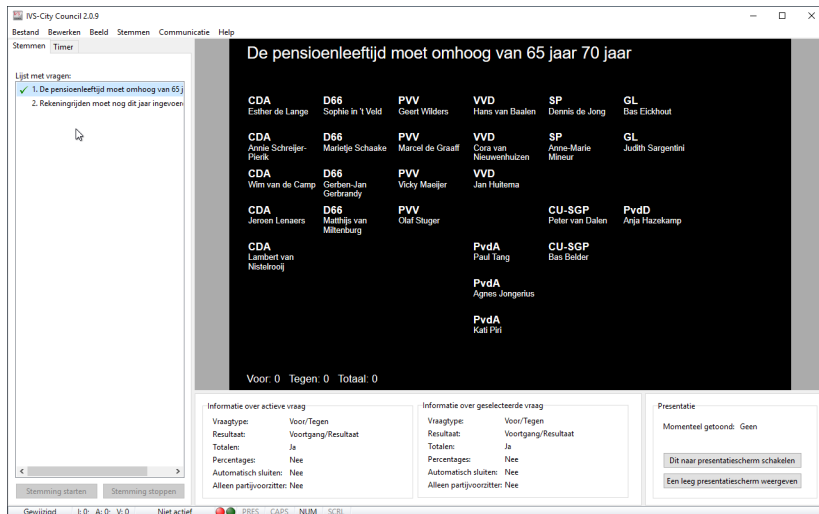 IVS-City Council 2.0.9
Bestand Bewerken Beeld Stemmen Communicatie Help
Stemmen Timer
Lijst met vragen:
1. De pensioenleeftijd moet omhoog van 65 j
2. Rekeningrijden moet nog dit jaar ingevoer
De pensioenleeftijd moet omhoog van 65 jaar 70 jaar
CDA D66 PVV VVD SP GL
Esther de Lange Sophie in 't Veld Geert Wilders Hans van Baalen Dennis de Jong Bas Eickhout
CDA D66 PVV VVD SP GL
Annie Schreijer- Marietje Schaake Marcel de Graaff Cora van Anne-Marie Judith Sargentini
Pierik Nieuwenhuizen Mineur
CDA D66 PVV VVD
Wim van de Camp Gerben-Jan Vicky Maeijer Jan Huitema
Gerbrandy
CDA D66 PVV CU-SGP PvdD
Jeroen Lenaers Matthijs van Olaf Stuger Peter van Dalen Anja Hazekamp
Miltenburg
CDA PvdA CU-SGP
Lambert van Paul Tang Bas Belder
Nistelrooij
PvdA
Agnes Jongerius
PvdA
Kati Piri
Voor: 0 Tegen: 0 Totaal: 0
Informatie over actieve vraag Informatie over geselecteerde vraag Presentatie
Vraagtype: Voor/Tegen Vraagtype: Voor/Tegen Momenteel getoond: Geen
Resultaat: Voortgang/Resultaat Resultaat: Voortgang/Resultaat
Totalen: Ja Totalen: Ja
Percentages: Nee Percentages: Nee Dit naar presentatiescherm schakelen
Automatisch sluiten: Nee Automatisch sluiten: Nee
Alleen partijvoorzitter: Nee Alleen partijvoorzitter: Nee Een leeg presentatiescherm weergeven
Stemming starten Stemming stoppen
Gewijzigd I: 0; A: 0; V: 0 Niet actief PRES CAPS NUM SCRL